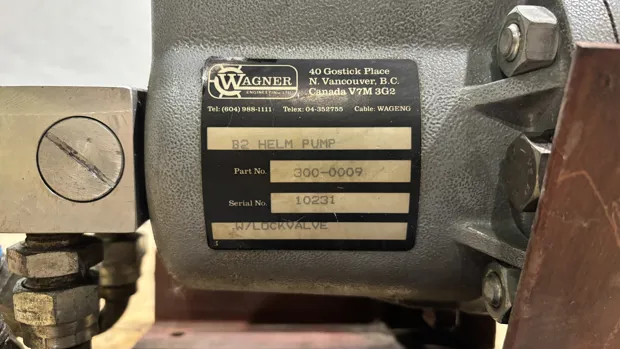 WAGNER
ENGINEERING LTD.
40 Gostick Place
N. Vancouver, B.C.
Canada V7M 3G2
Tel: (604) 988-1111 Telex: 04-352755 Cable: WAGENG
B2 HELM PUMP
Part No. 300-0009
Serial No. 10231
W/LOCKVALVE